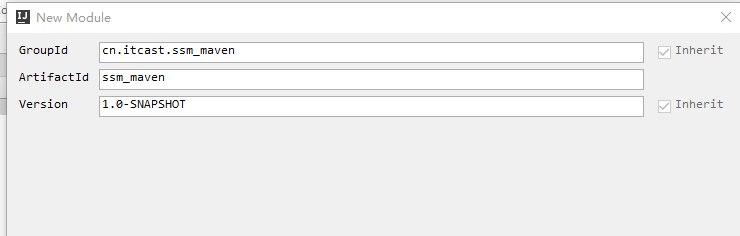 New Module
GroupId cn.itcast.ssm_maven Inherit
ArtifactId ssm_maven
Version 1.0-SNAPSHOT Inherit